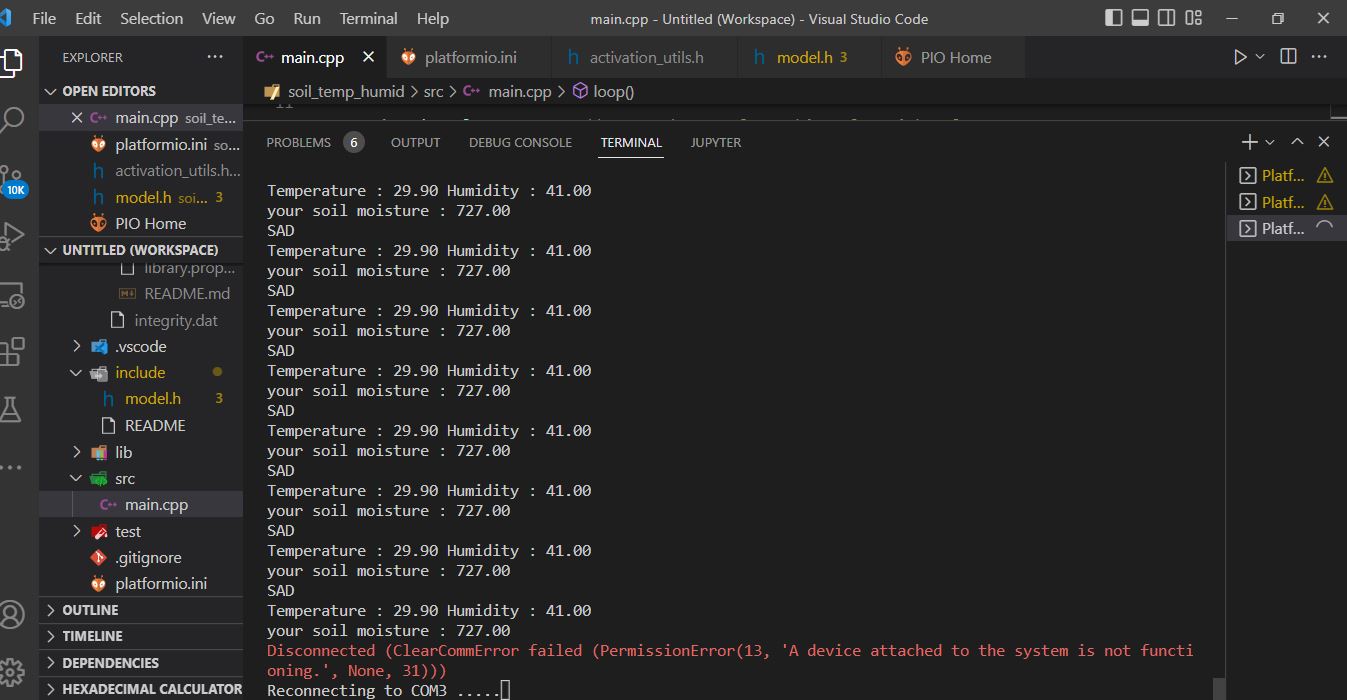 File Edit Selection View Go Run Terminal Help main.cpp - Untitled (Workspace) - Visual Studio Code
EXPLORER
main.cpp platformio.ini activation_utils.h model.h 3 PIO Home
OPEN EDITORS
soil_temp_humid > src > main.cpp > loop()
main.cpp soil_te...
platformio.ini so...
activation_utils.h...
model.h soi... 3
PIO Home
UNTITLED (WORKSPACE)
library.prop...
README.md
integrity.dat
.vscode
include
model.h 3
README
lib
src
main.cpp
test
.gitignore
platformio.ini
OUTLINE
TIMELINE
DEPENDENCIES
HEXADECIMAL CALCULATOR
10K
11
PROBLEMS 6 OUTPUT DEBUG CONSOLE TERMINAL JUPYTER
Temperature : 29.90 Humidity : 41.00
your soil moisture : 727.00
SAD
Temperature : 29.90 Humidity : 41.00
your soil moisture : 727.00
SAD
Temperature : 29.90 Humidity : 41.00
your soil moisture : 727.00
SAD
Temperature : 29.90 Humidity : 41.00
your soil moisture : 727.00
SAD
Temperature : 29.90 Humidity : 41.00
your soil moisture : 727.00
SAD
Temperature : 29.90 Humidity : 41.00
your soil moisture : 727.00
SAD
Temperature : 29.90 Humidity : 41.00
your soil moisture : 727.00
SAD
Temperature : 29.90 Humidity : 41.00
your soil moisture : 727.00
Disconnected (ClearCommError failed (PermissionError(13, 'A device attached to the system is not functi
oning.', None, 31)))
Reconnecting to COM3 .....
Platf...
Platf...
Platf...